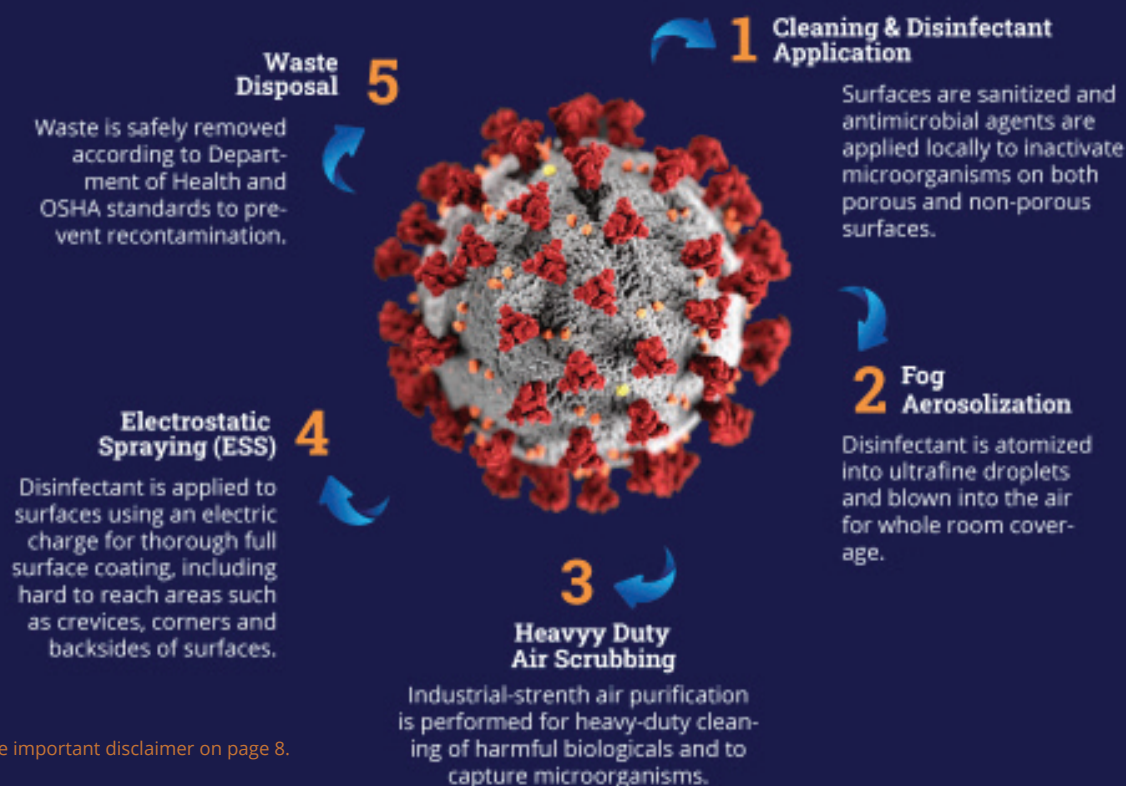 1
Cleaning & Disinfectant
Application
Surfaces are sanitized and
antimicrobial agents are
applied locally to inactivate
microorganisms on both
porous and non-porous
surfaces.
2
Fog
Aerosolization
Disinfectant is atomized
into ultrafine droplets
and blown into the air
for whole room cover-
age.
3
Heavyy Duty
Air Scrubbing
Industrial-strenth air purification
is performed for heavy-duty clean-
ing of harmful biologicals and to
capture microorganisms.
4
Electrostatic
Spraying (ESS)
Disinfectant is applied to
surfaces using an electric
charge for thorough full
surface coating, including
hard to reach areas such
as crevices, corners and
backsides of surfaces.
5
Waste
Disposal
Waste is safely removed
according to Depart-
ment of Health and
OSHA standards to pre-
vent recontamination.
important disclaimer on page 8.